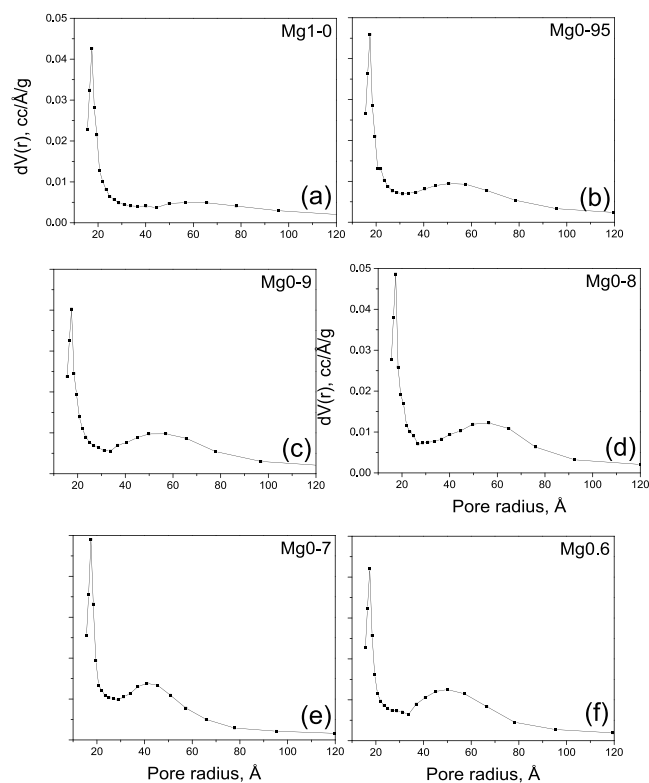 Mg1-0
0.05
0.04
0.03
0.02
0.01
0.00
dV(r), cc/Å/g
(a)
20 40 60 80 100 120
Mg0-95
(b)
20 40 60 80 100 120
Mg0-9
(c)
20 40 60 80 100 120
Mg0-8
0.05
0.04
0.03
0.02
0.01
0.00
dV(r), cc/Å/g
(d)
20 40 60 80 100 120
Pore radius, Å
Mg0-7
(e)
20 40 60 80 100 120
Pore radius, Å
Mg0.6
(f)
20 40 60 80 100 120
Pore radius, Å